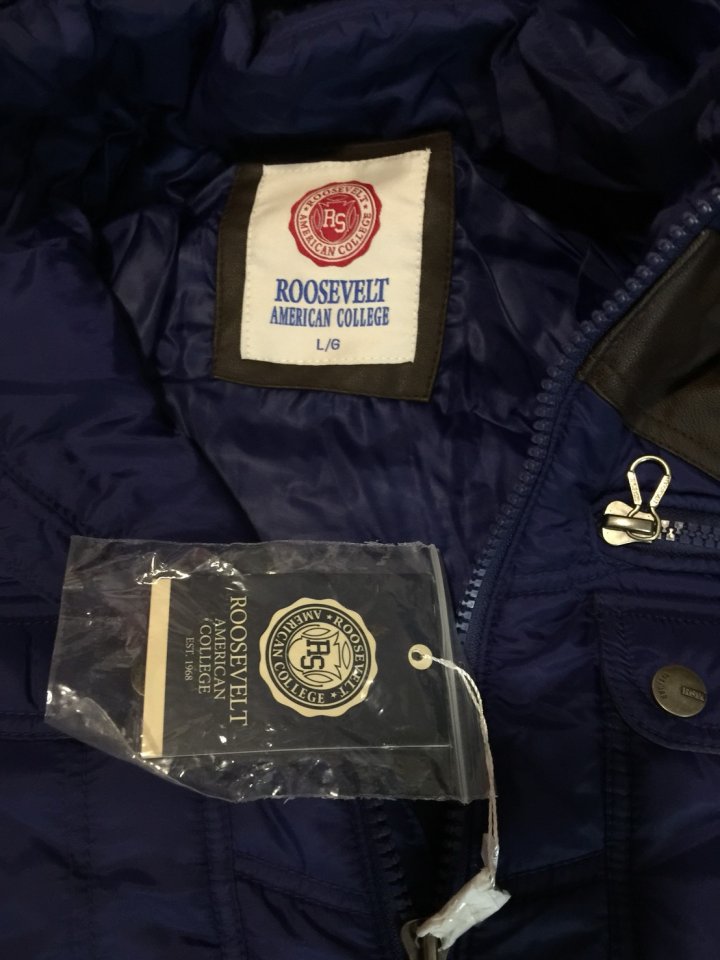 ROOSEVELT
AMERICAN COLLEGE
RS
ROOSEVELT
AMERICAN COLLEGE
L/G
ROOSEVELT
AMERICAN COLLEGE
RS
ROOSEVELT
AMERICAN
COLLEGE
EST. 1968